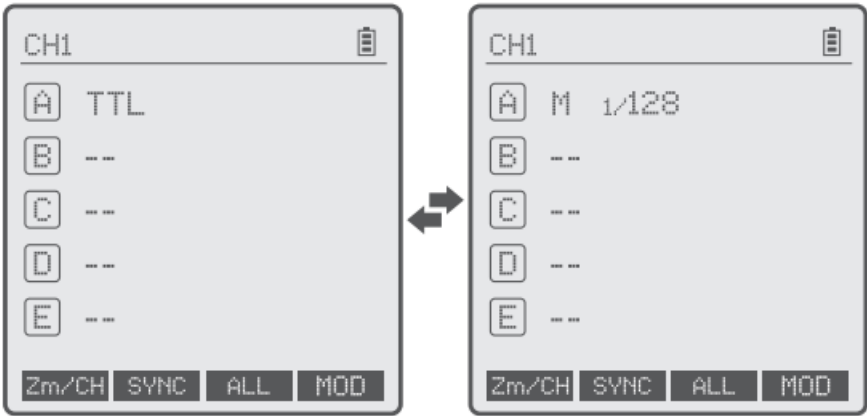 CH1
A TTL
B --
C --
D --
E --
Zm/CH SYNC ALL MOD
CH1
A M 1/128
B --
C --
D --
E --
Zm/CH SYNC ALL MOD